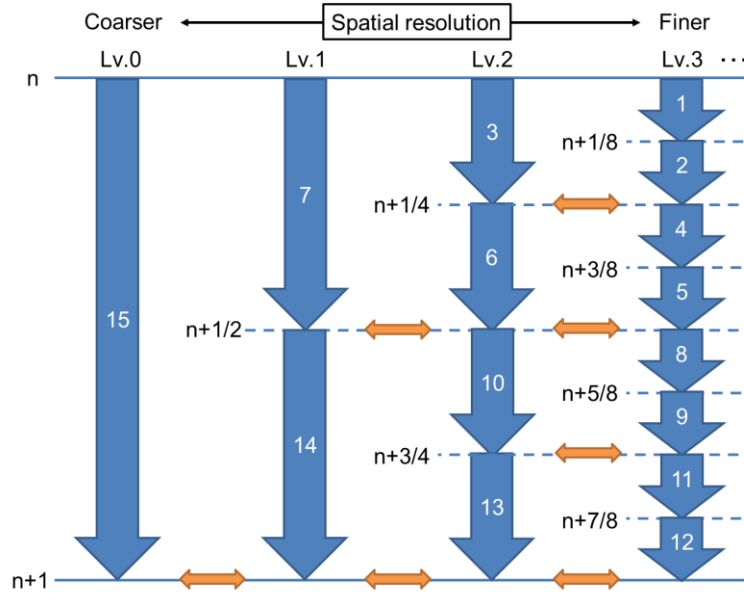 Coarser Spatial resolution Finer
Lv.0 Lv.1 Lv.2 Lv.3 ...
n
1
3
n+1/8
2
7
n+1/4
4
6
n+3/8
5
15
n+1/2
8
10
n+5/8
9
14
n+3/4
11
13
n+7/8
12
n+1